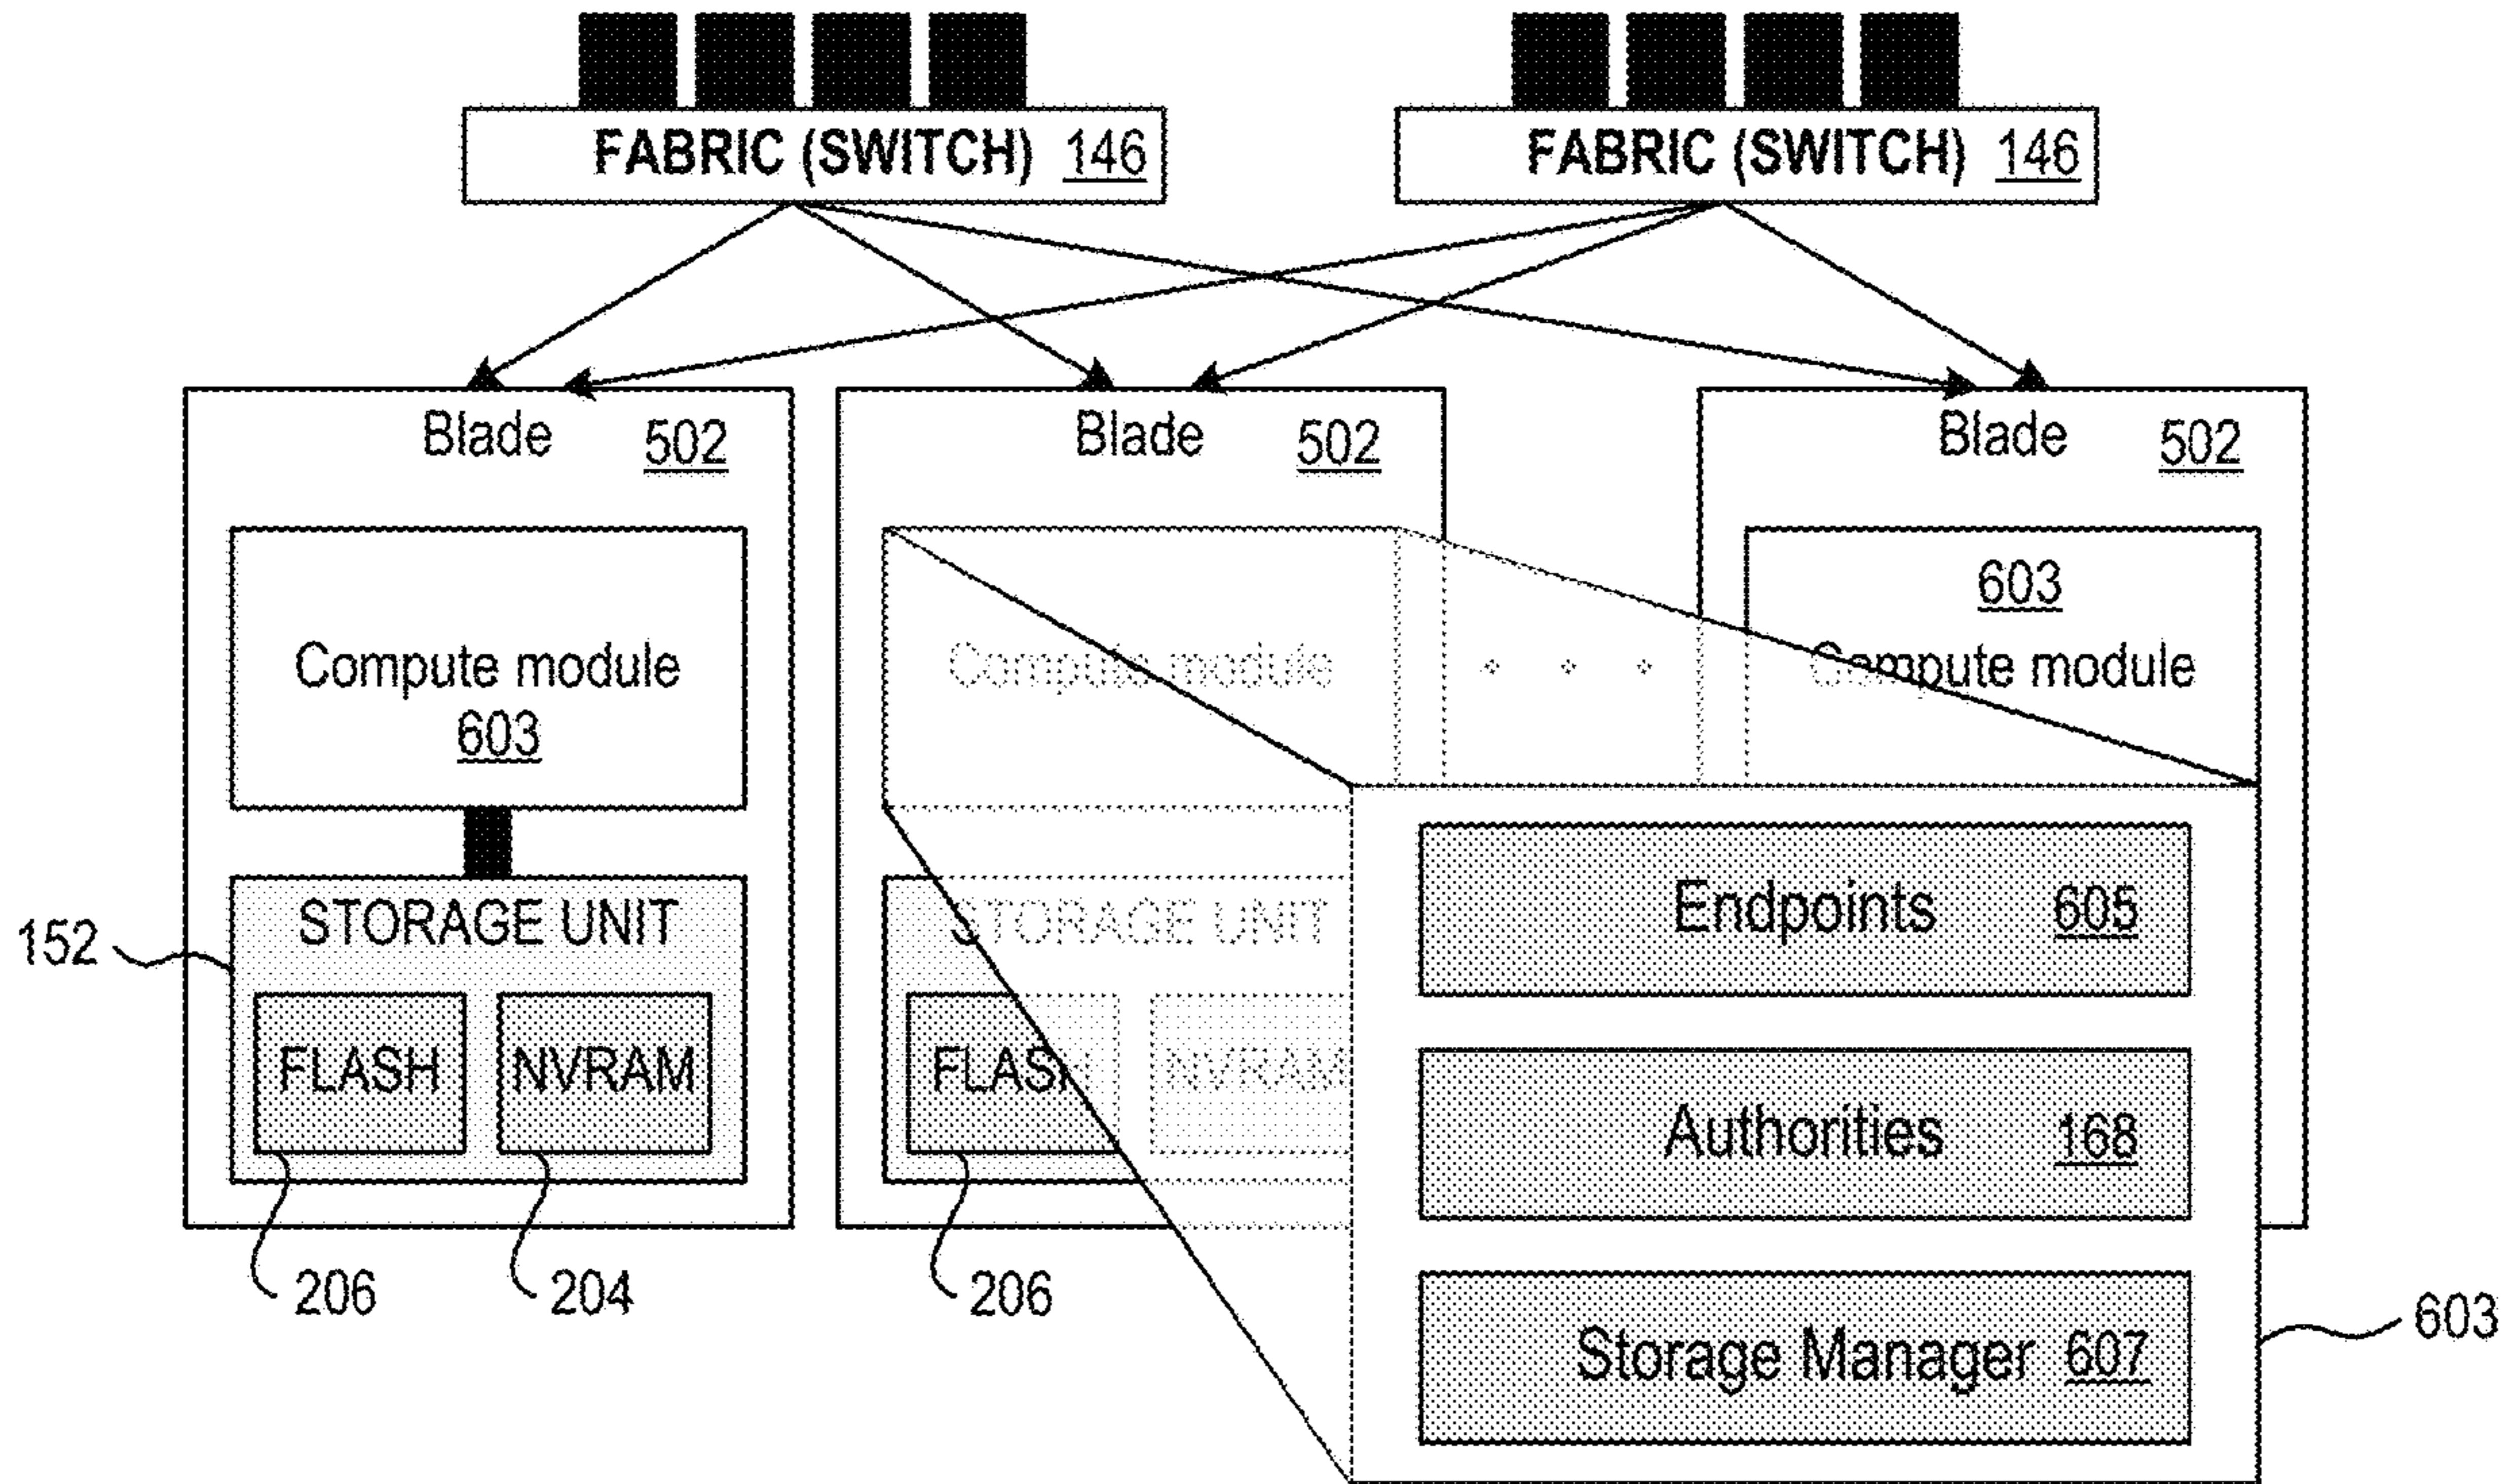 FABRIC (SWITCH) 146
FABRIC (SWITCH) 146
Blade 502
Blade 502
Blade 502
603
Compute module
603
Compute module
Compute module
STORAGE UNIT
152
FLASH
NVRAM
206
204
STORAGE UNIT
FLASH
NVRAM
206
Endpoints 605
Authorities 168
Storage Manager 607
603